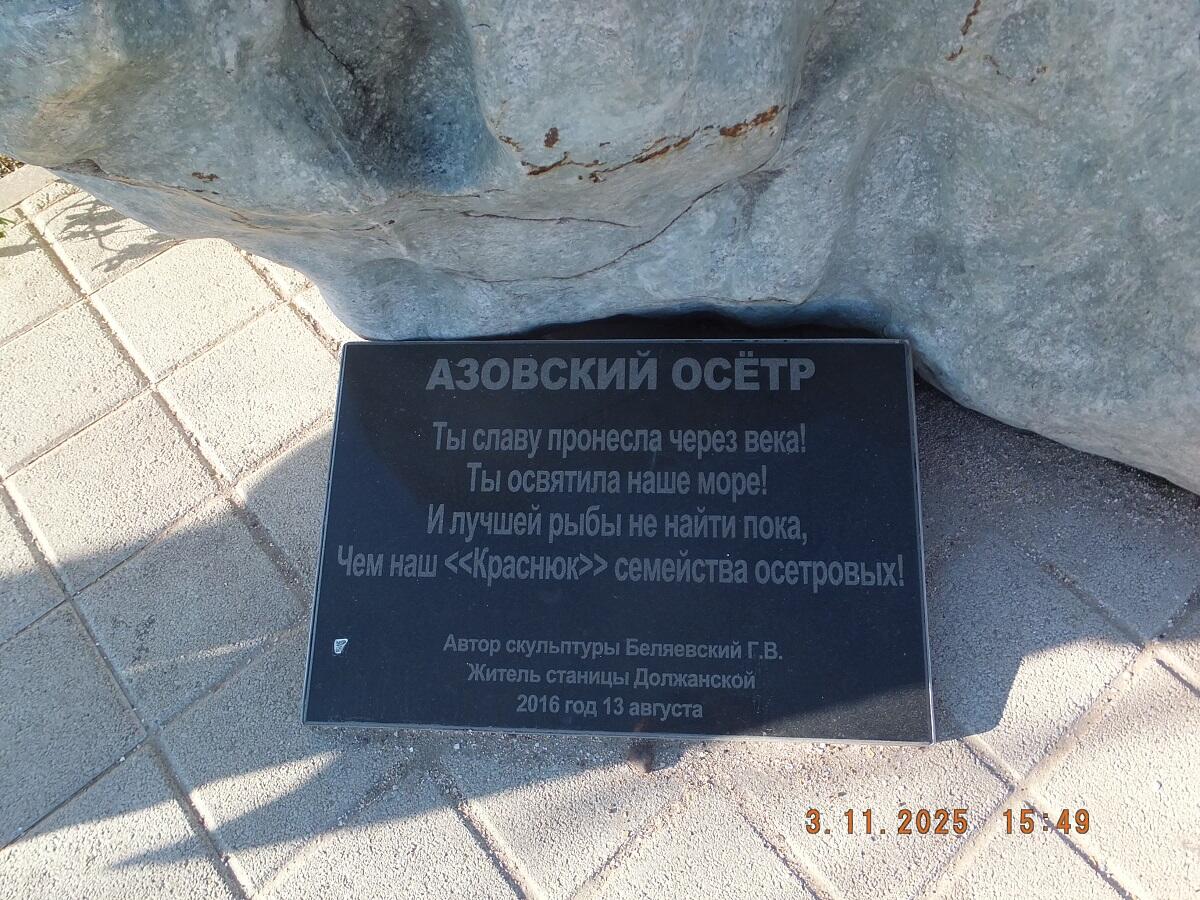 АЗОВСКИЙ ОСЁТР
Ты славу пронесла через века!
Ты освятила наше море!
И лучшей рыбы не найти пока,
Чем наш <<Краснюк>> семейства осетровых!
Автор скульптуры Беляевский Г.В.
Житель станицы Должанской
2016 год 13 августа
3.11.2025 15:49